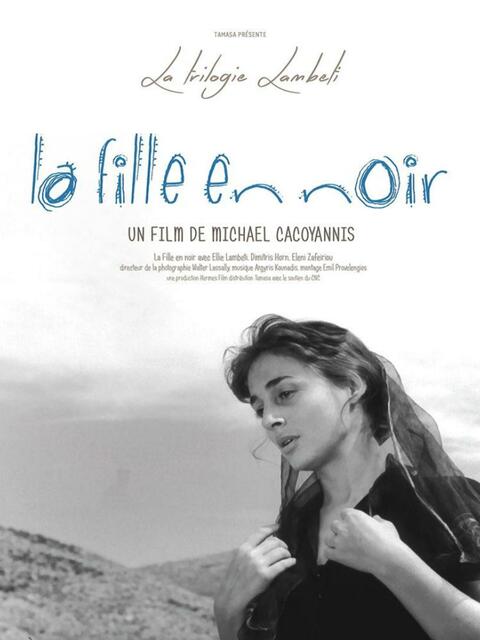 TAMASA PRÉSENTE
La trilogie Lambeti
la fille en noir
UN FILM DE MICHAEL CACOYANNIS
La Fille en noir avec Ellie Lambeti, Dimitris Horn, Eleni Zafeiriou
directeur de la photographie Walter Lassally, musique Argyris Kounadis, montage Emil Provelengios
une production Hermes Film distribution Tamasa avec le soutien du CNC